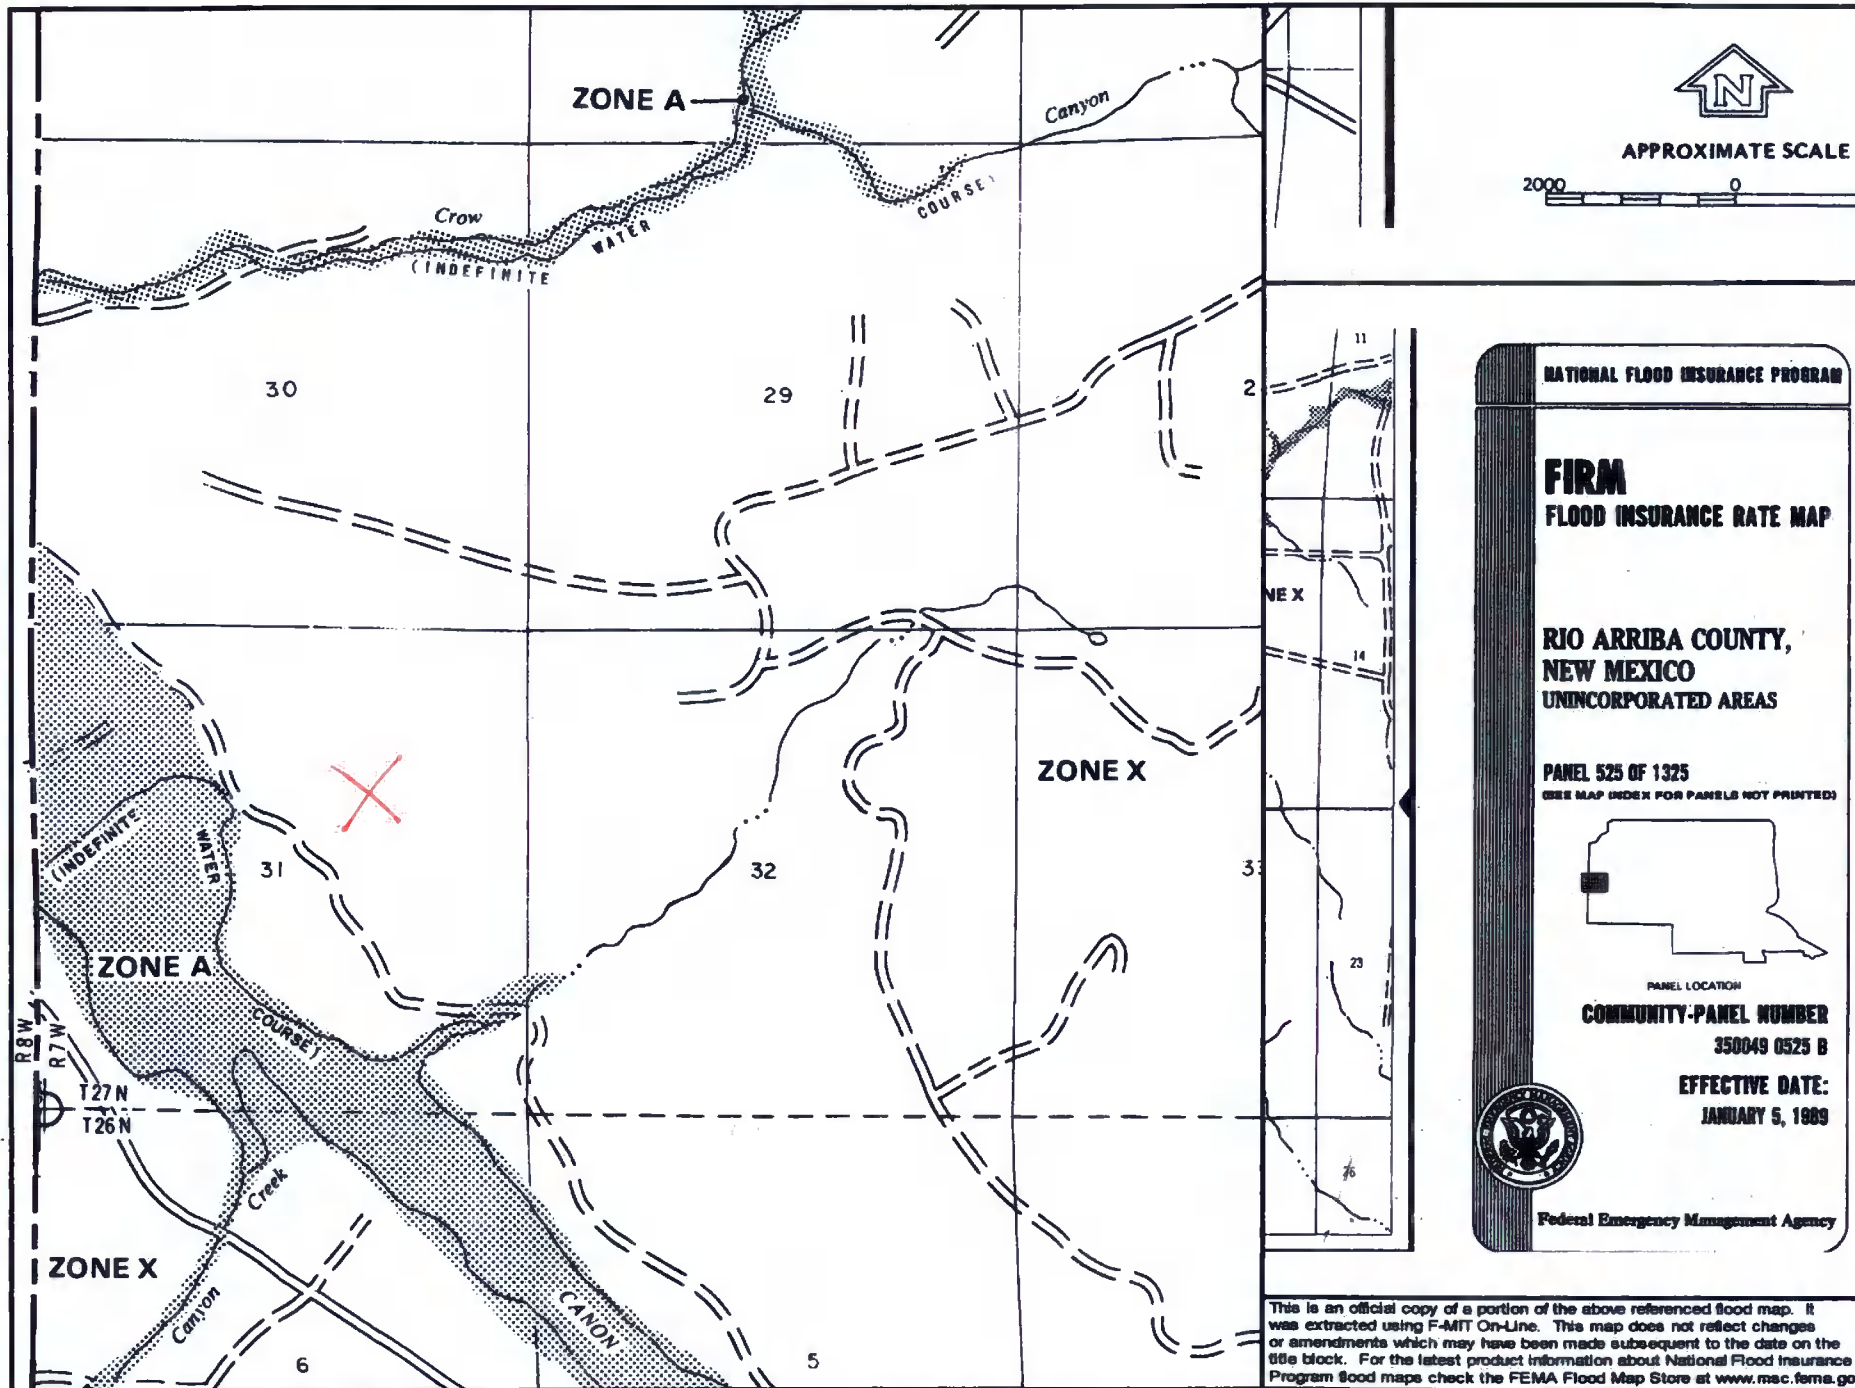 ZONE A
Canyon
Crow
WATER
COURSE)
(INDEFINITE
30
29
2
ZONE X
(INDEFINITE
WATER
31
32
33
ZONE A
COURSE)
R8W
R7W
T27N
T26N
Creek
ZONE X
Canyon
CANON
6
5
11
NE X
14
23
26
N
APPROXIMATE SCALE
2000 0
NATIONAL FLOOD INSURANCE PROGRAM
FIRM
FLOOD INSURANCE RATE MAP
RIO ARRIBA COUNTY,
NEW MEXICO
UNINCORPORATED AREAS
PANEL 525 OF 1325
(SEE MAP INDEX FOR PANELS NOT PRINTED)
PANEL LOCATION
COMMUNITY-PANEL NUMBER
350049 0525 B
EFFECTIVE DATE:
JANUARY 5, 1989
Federal Emergency Management Agency
This is an official copy of a portion of the above referenced flood map. It
was extracted using F-MIT On-Line. This map does not reflect changes
or amendments which may have been made subsequent to the date on the
title block. For the latest product information about National Flood Insurance
Program flood maps check the FEMA Flood Map Store at www.msc.fema.go